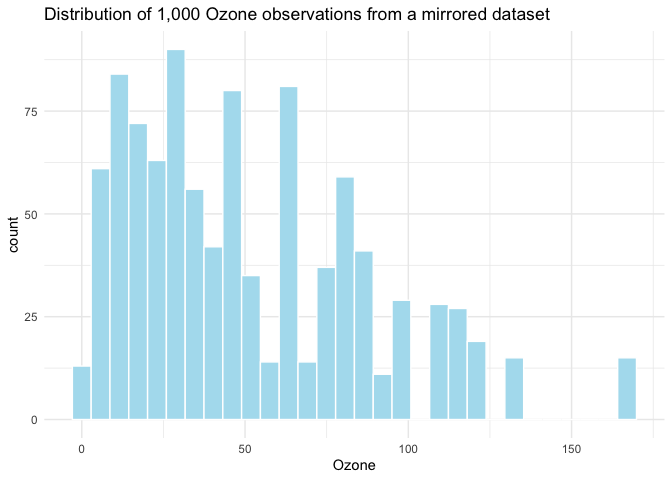 Distribution of 1,000 Ozone observations from a mirrored dataset
75
50
25
0
count
0 50 100 150
Ozone